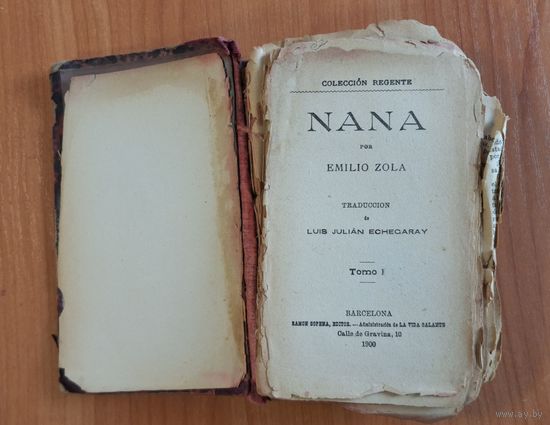 COLECCIÓN REGENTE
NANA
POR
EMILIO ZOLA
TRADUCCION
de
LUIS JULIÁN ECHEGARAY
Tomo I
BARCELONA
RAMON SOPENA, EDITOR.—Administración de LA VIDA GALANTE
Calle de Gravina, 10
1900
www.ay.by